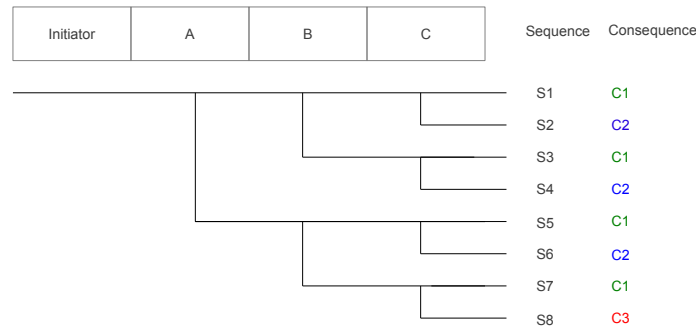 Initiator A B C Sequence Consequence
S1 C1
S2 C2
S3 C1
S4 C2
S5 C1
S6 C2
S7 C1
S8 C3